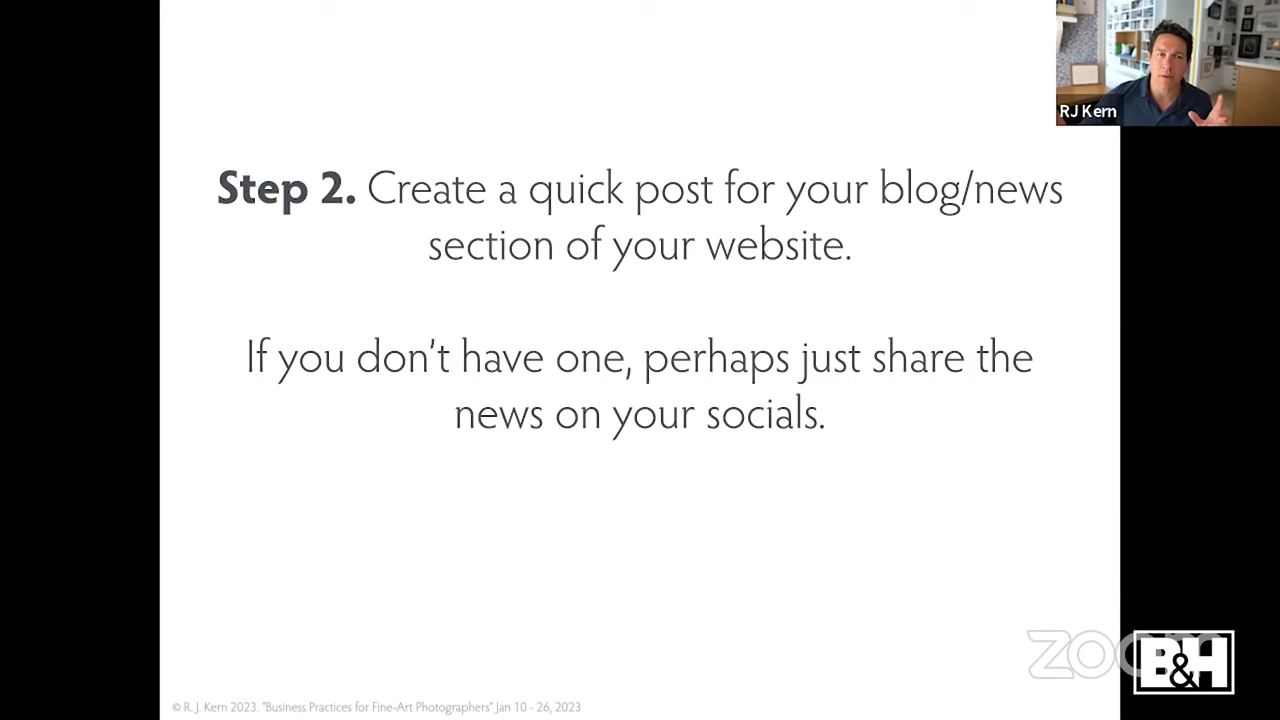 RJ Kern
Step 2. Create a quick post for your blog/news
section of your website.
If you don't have one, perhaps just share the
news on your socials.
zoom
B&H
© R. J. Kern 2023. "Business Practices for Fine-Art Photographers" Jan 10 - 26, 2023